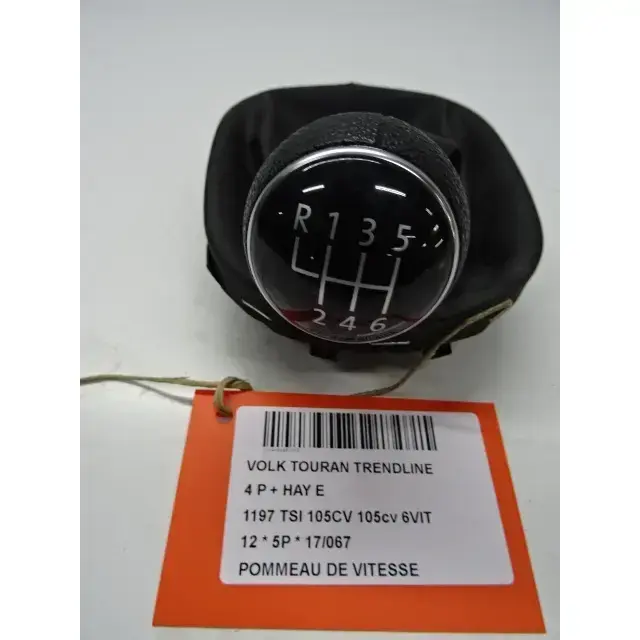 R 1 3 5
2 4 6
VOLK TOURAN TRENDLINE
4 P + HAY E
1197 TSI 105CV 105cv 6VIT
12 * 5P * 17/067
POMMEAU DE VITESSE